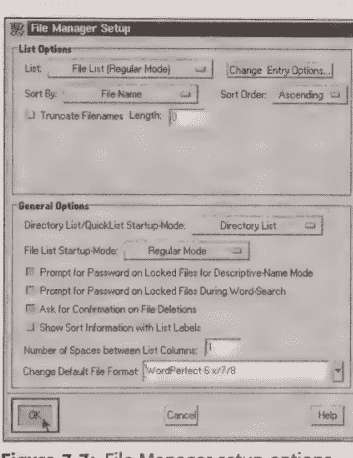 File Manager Setup
List Options
List: File List (Regular Mode) Change Entry Options...
Sort By: File Name Sort Order: Ascending
Truncate Filenames Length: 0
General Options
Directory List/QuickList Startup-Mode: Directory List
File List Startup-Mode: Regular Mode
Prompt for Password on Locked Files for Descriptive-Name Mode
Prompt for Password on Locked Files During Word-Search
Ask for Confirmation on File Deletions
Show Sort Information with List Labels
Number of Spaces between List Columns: 1
Change Default File Format: WordPerfect 6.x/7/8
OK Cancel Help
Figure 7-7: File Manager setup options